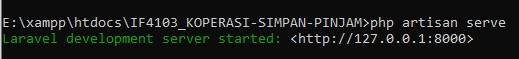 E:\xampp\htdocs\IF4103_KOPERASI-SIMPAN-PINJAM>php artisan serve
Laravel development server started: <http://127.0.0.1:8000>